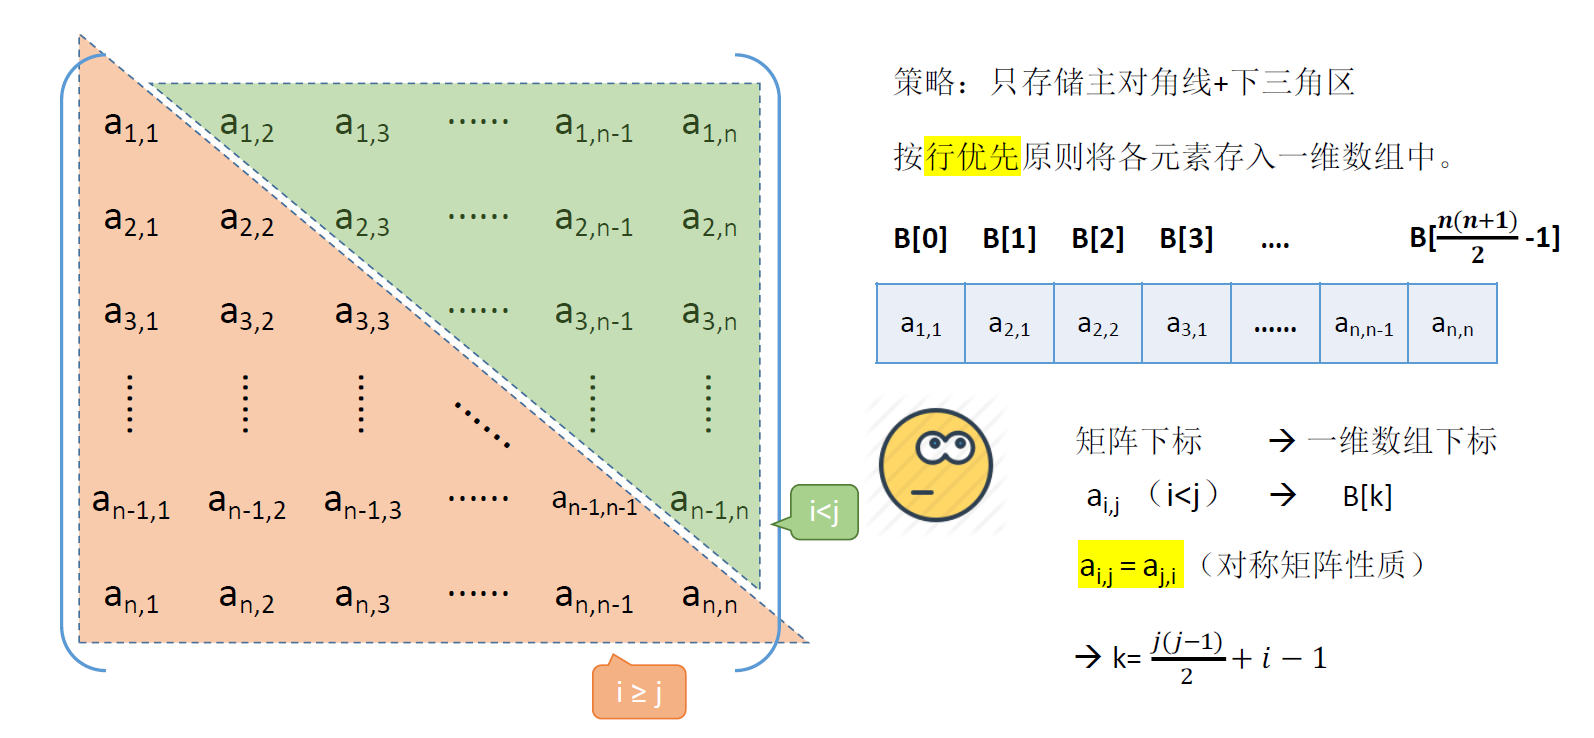 a1,1 a1,2 a1,3 ...... a1,n-1 a1,n
a2,1 a2,2 a2,3 ...... a2,n-1 a2,n
a3,1 a3,2 a3,3 ...... a3,n-1 a3,n
an-1,1 an-1,2 an-1,3 ...... an-1,n-1 an-1,n
an,1 an,2 an,3 ...... an,n-1 an,n
i<j
i ≥ j
策略：只存储主对角线+下三角区
按行优先原则将各元素存入一维数组中。
B[0] B[1] B[2] B[3] .... B[n(n+1)/2 -1]
a1,1 a2,1 a2,2 a3,1 ...... an,n-1 an,n
矩阵下标 → 一维数组下标
ai,j （i<j） → B[k]
ai,j = aj,i （对称矩阵性质）
→ k= j(j−1)/2 + i − 1